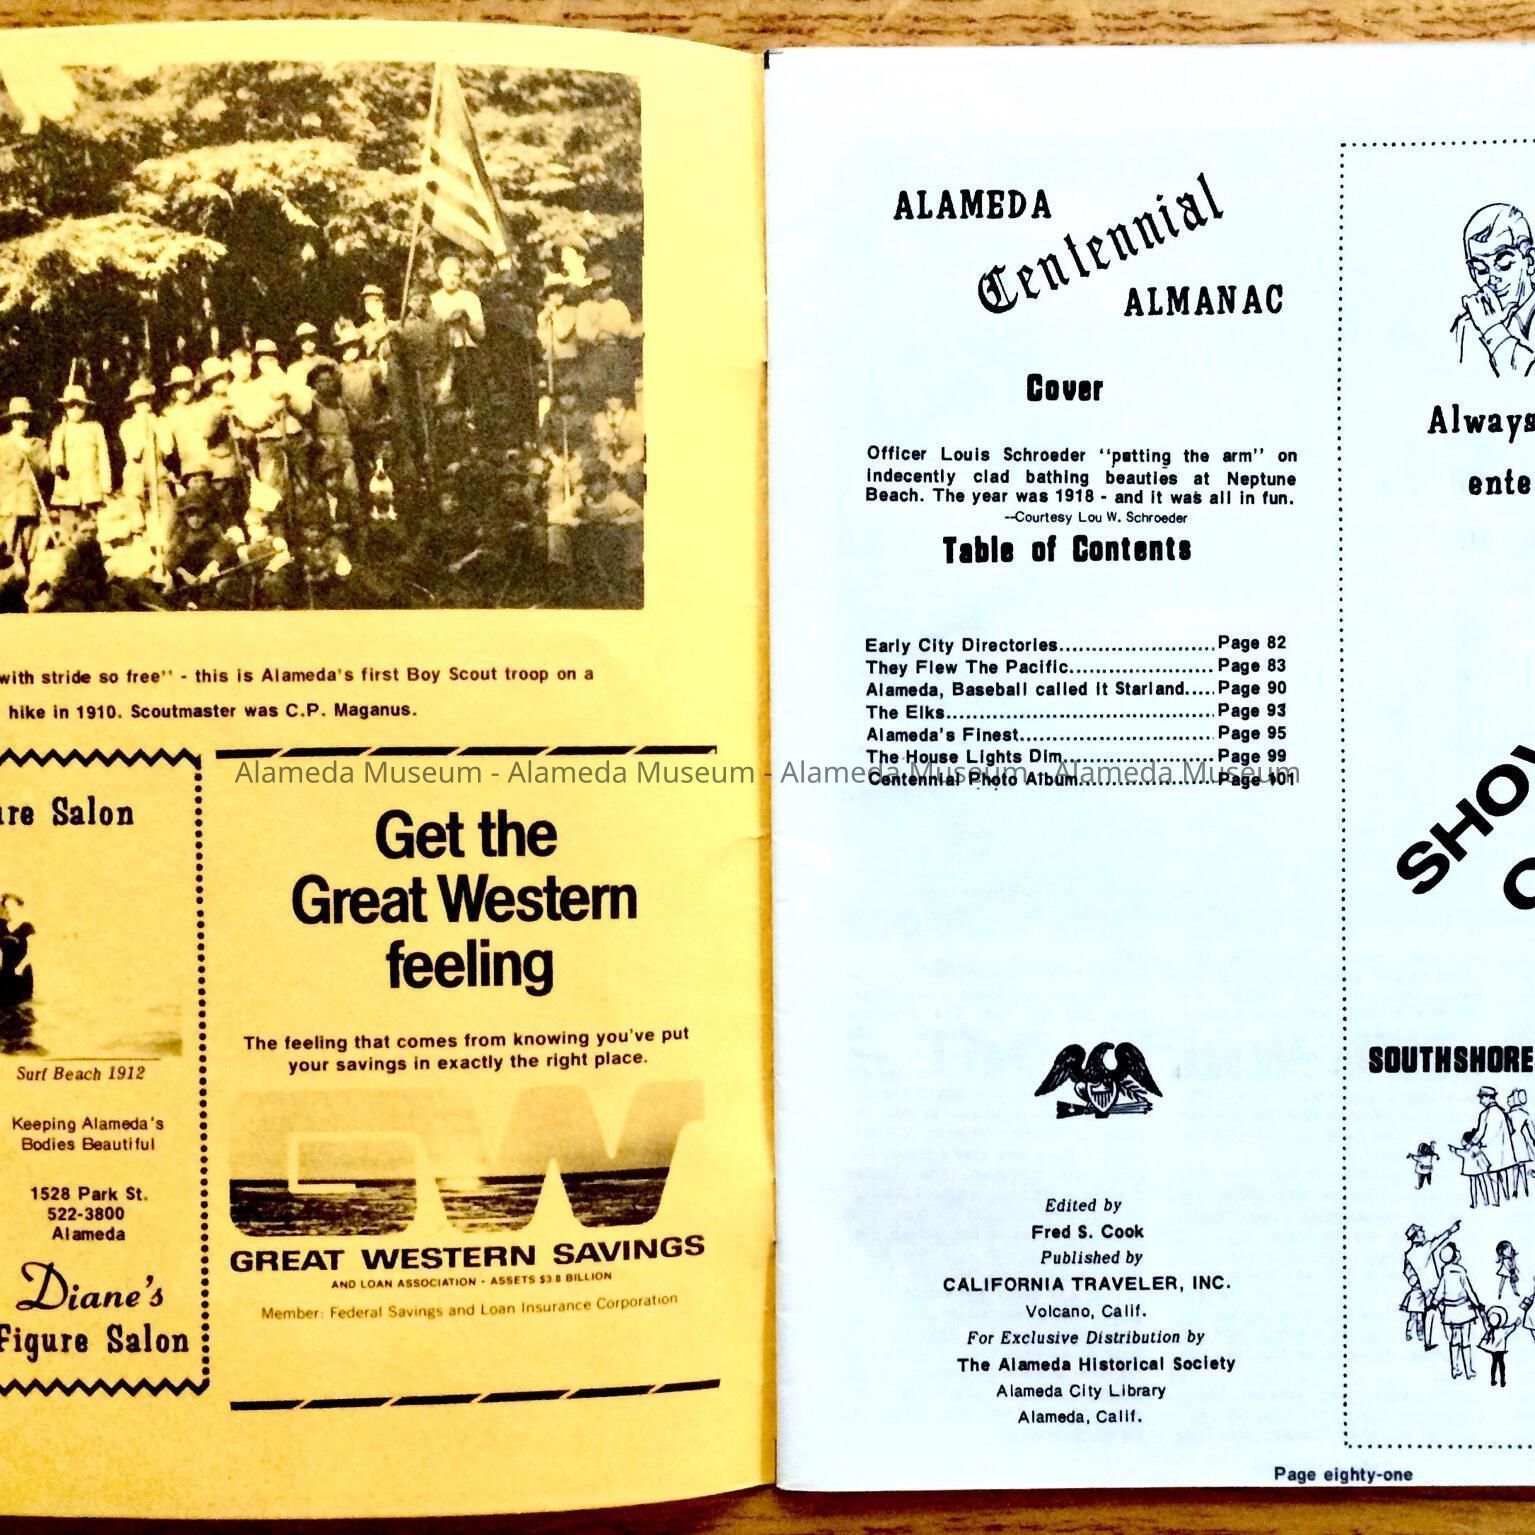 with stride so free'' - this is Alameda's first Boy Scout troop on a
hike in 1910. Scoutmaster was C.P. Maganus.
Salon
Surf Beach 1912
Keeping Alameda's
Bodies Beautiful
1528 Park St.
522-3800
Alameda
Diane's
Figure Salon
Get the
Great Western
feeling
The feeling that comes from knowing you've put
your savings in exactly the right place.
GW
GREAT WESTERN SAVINGS
AND LOAN ASSOCIATION - ASSETS $3.8 BILLION
Member: Federal Savings and Loan Insurance Corporation
ALAMEDA
Centennial
ALMANAC
Cover
Officer Louis Schroeder ''putting the arm'' on
indecently clad bathing beauties at Neptune
Beach. The year was 1918 - and it was all in fun.
--Courtesy Lou W. Schroeder
Table of Contents
Early City Directories............................Page 82
They Flew The Pacific.........................Page 83
Alameda, Baseball called It Starland.....Page 90
The Elks...............................................Page 93
Alameda's Finest..................................Page 95
The House Lights Dim..........................Page 99
Centennial Photo Album.......................Page 101
Alameda Museum - Alameda Museum - Alameda Museum - Alameda Museum
Edited by
Fred S. Cook
Published by
CALIFORNIA TRAVELER, INC.
Volcano, Calif.
For Exclusive Distribution by
The Alameda Historical Society
Alameda City Library
Alameda, Calif.
Always
ente
SHOW
SOUTHSHORE
Page eighty-one